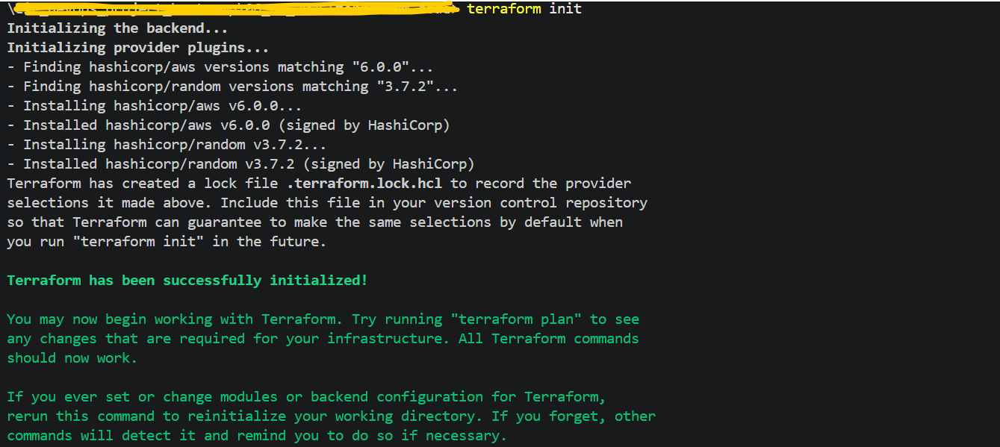 terraform init
Initializing the backend...
Initializing provider plugins...
- Finding hashicorp/aws versions matching "6.0.0"...
- Finding hashicorp/random versions matching "3.7.2"...
- Installing hashicorp/aws v6.0.0...
- Installed hashicorp/aws v6.0.0 (signed by HashiCorp)
- Installing hashicorp/random v3.7.2...
- Installed hashicorp/random v3.7.2 (signed by HashiCorp)
Terraform has created a lock file .terraform.lock.hcl to record the provider
selections it made above. Include this file in your version control repository
so that Terraform can guarantee to make the same selections by default when
you run "terraform init" in the future.
Terraform has been successfully initialized!
You may now begin working with Terraform. Try running "terraform plan" to see
any changes that are required for your infrastructure. All Terraform commands
should now work.
If you ever set or change modules or backend configuration for Terraform,
rerun this command to reinitialize your working directory. If you forget, other
commands will detect it and remind you to do so if necessary.